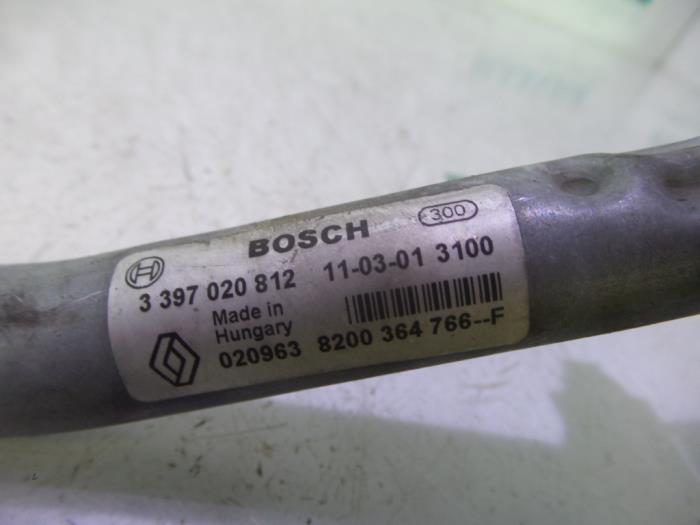 BOSCH 300
3 397 020 812 11-03-01 3100
Made in
Hungary
020963 8200 364 766--F